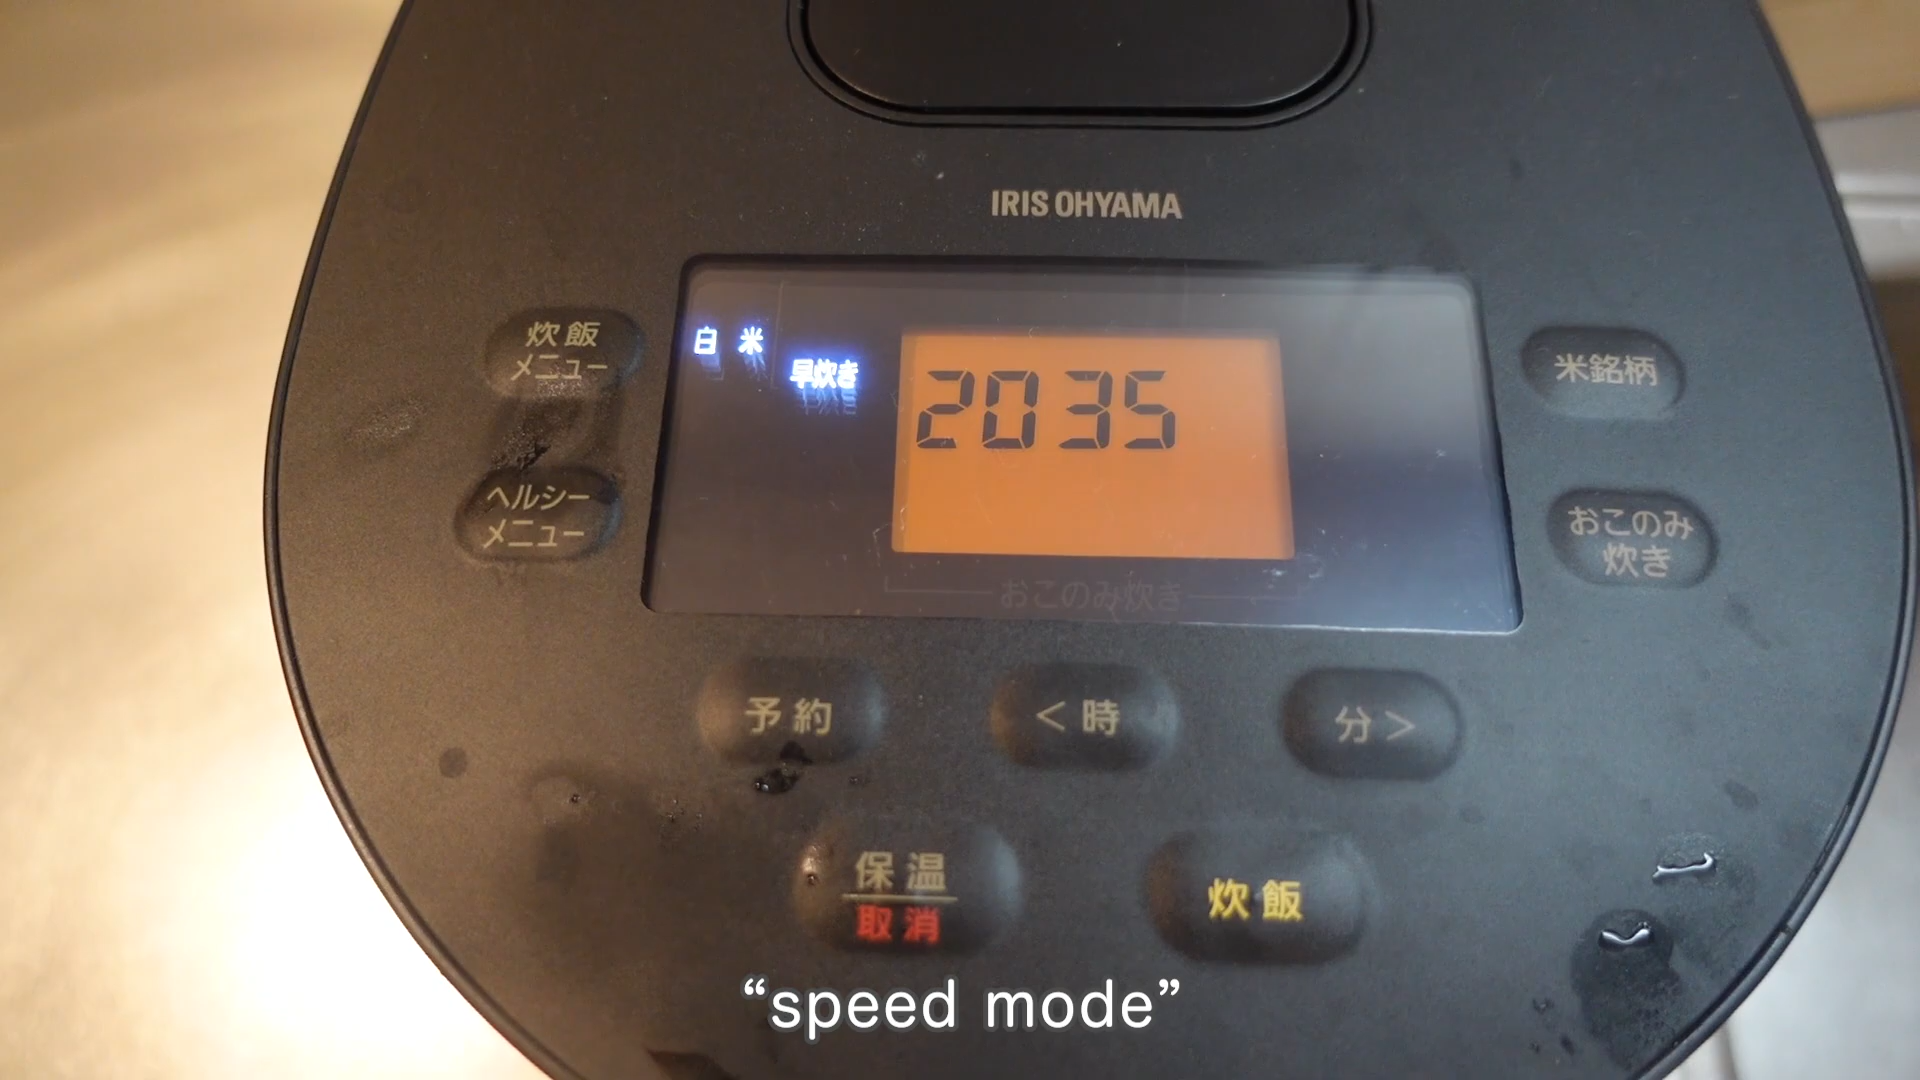 IRIS OHYAMA
炊飯
メニュー
白米
早炊き
2035
米銘柄
ヘルシー
メニュー
おこのみ
炊き
おこのみ炊き
予約
<時
分>
保温
取消
炊飯
“speed mode”